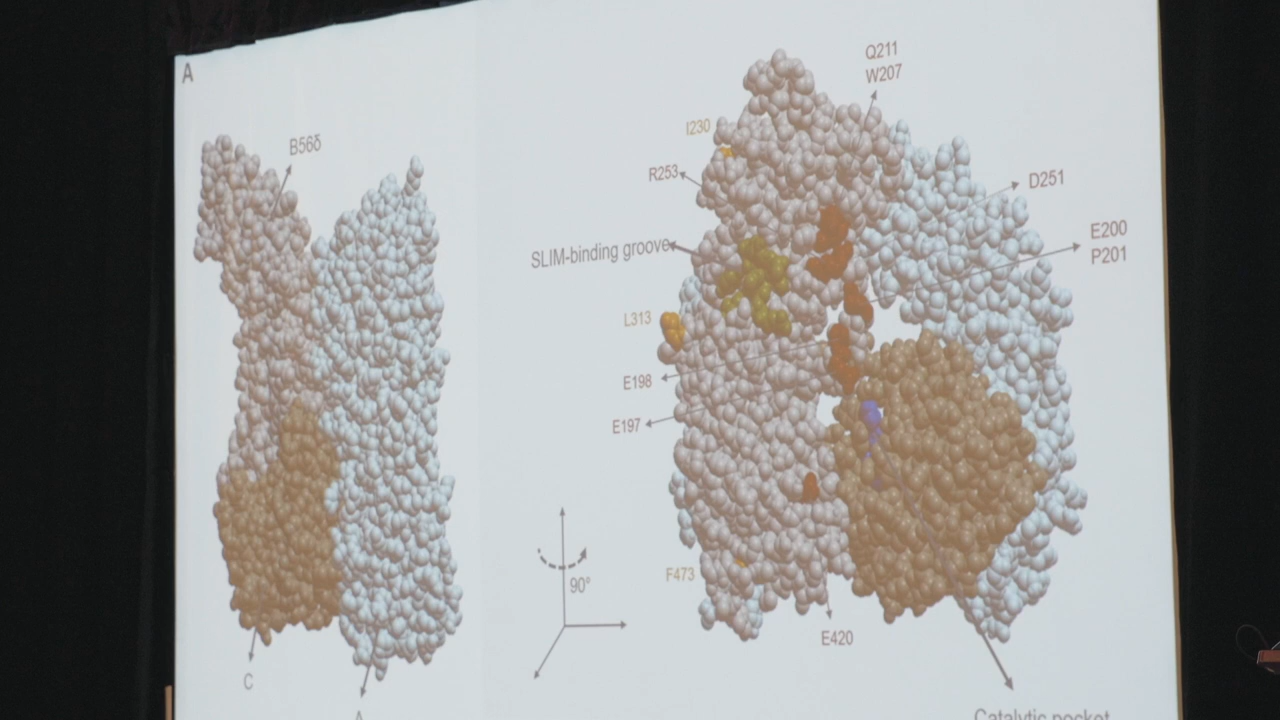 A
B56δ
C
A
Q211
W207
I230
R253
D251
E200
P201
SLIM-binding groove
L313
E198
E197
90°
F473
E420
Catalytic pocket